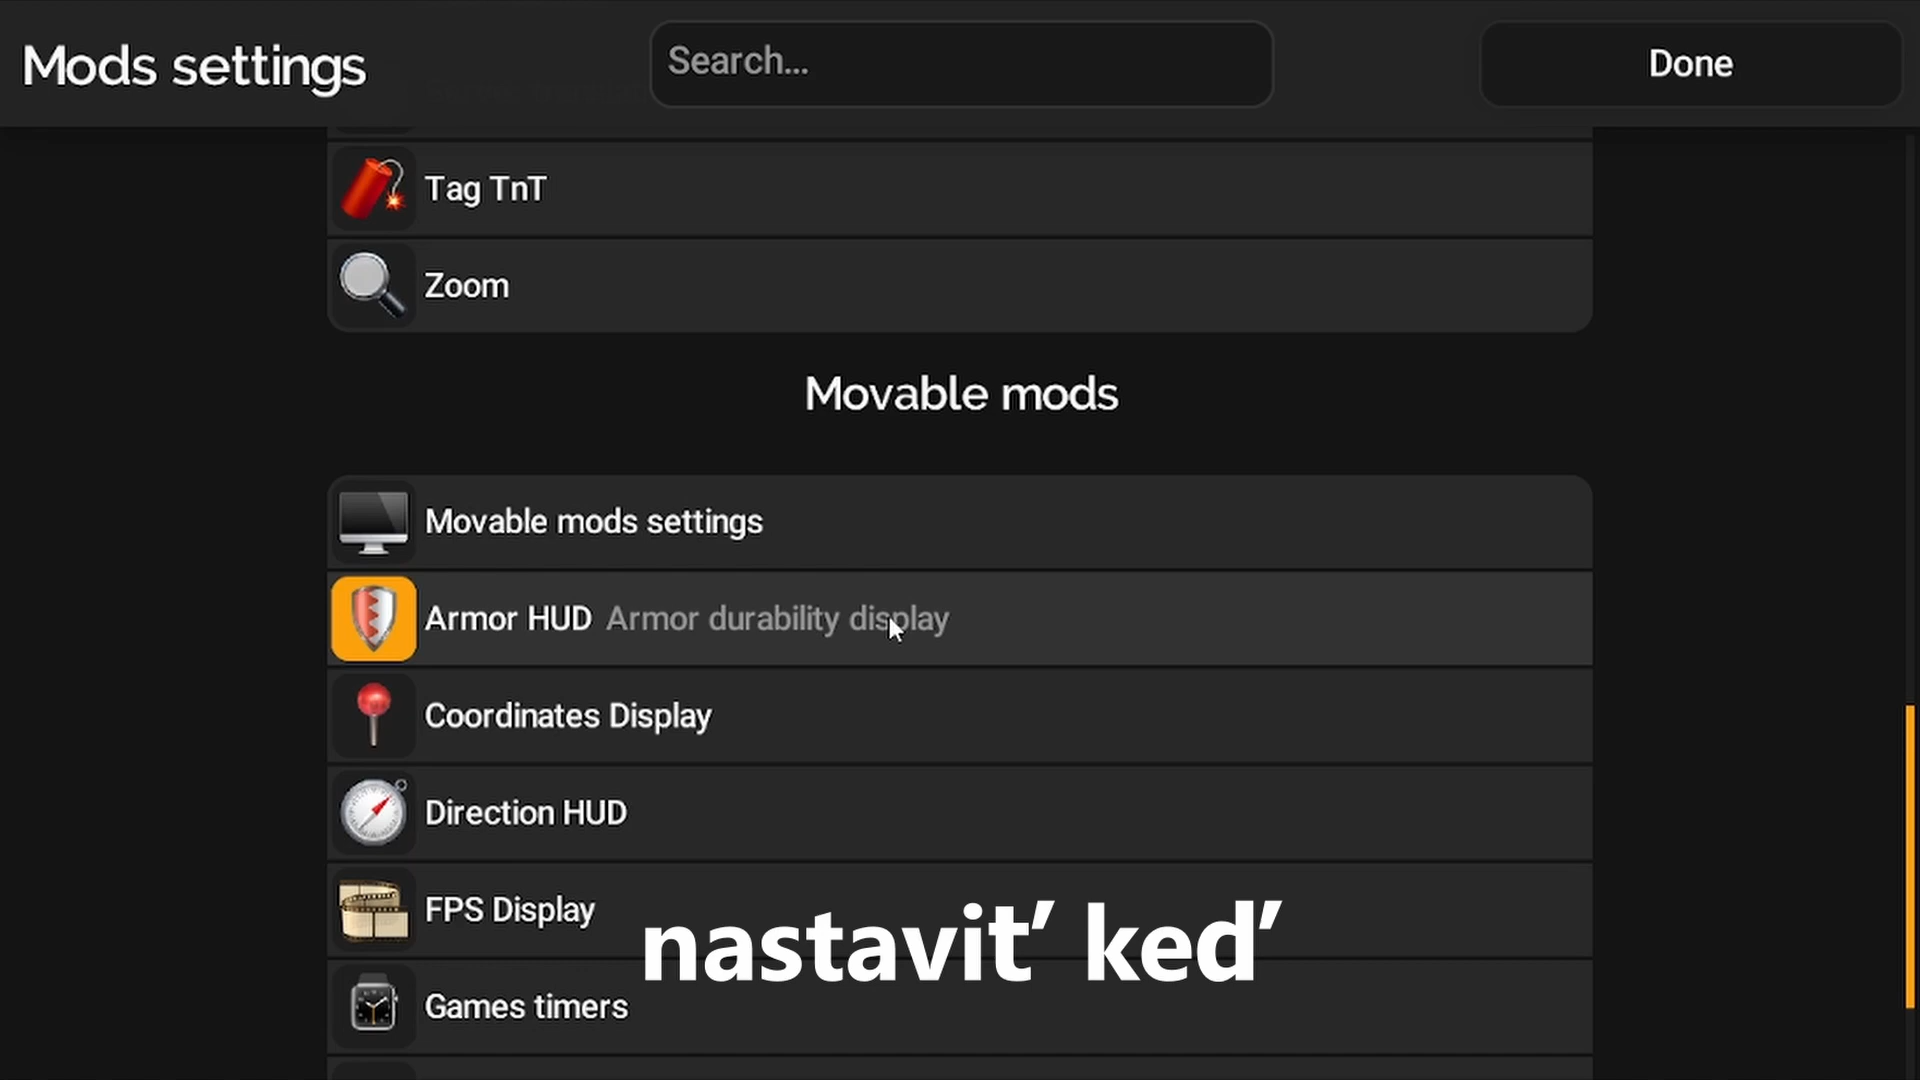 Mods settings
Search...
Done
Tag TnT
Zoom
Movable mods
Movable mods settings
Armor HUD Armor durability display
Coordinates Display
Direction HUD
FPS Display
nastaviť keď
Games timers